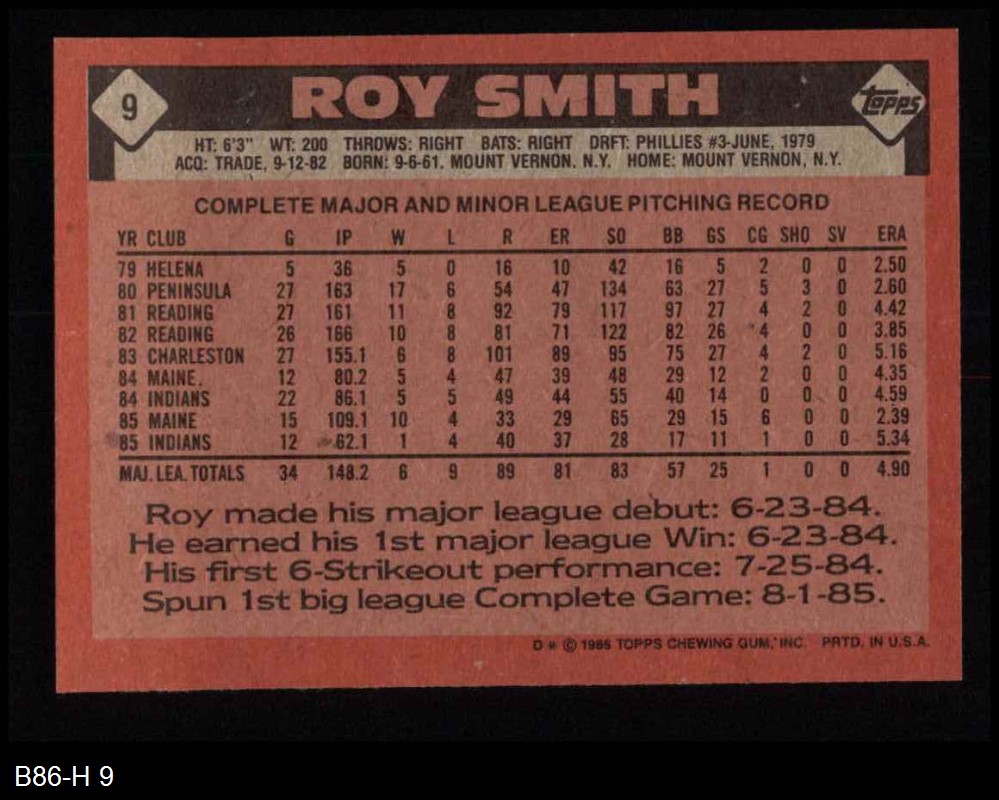 9 ROY SMITH TOPPS
HT: 6'3" WT: 200 THROWS: RIGHT BATS: RIGHT DRFT: PHILLIES #3-JUNE, 1979
ACQ: TRADE, 9-12-82 BORN: 9-6-61, MOUNT VERNON, N.Y. HOME: MOUNT VERNON, N.Y.
COMPLETE MAJOR AND MINOR LEAGUE PITCHING RECORD
YR CLUB G IP W L R ER SO BB GS CG SHO SV ERA
79 HELENA 5 36 5 0 16 10 42 16 5 2 0 0 2.50
80 PENINSULA 27 163 17 6 54 47 134 63 27 5 3 0 2.60
81 READING 27 161 11 8 92 79 117 97 27 4 2 0 4.42
82 READING 26 166 10 8 81 71 122 82 26 4 0 0 3.85
83 CHARLESTON 27 155.1 6 8 101 89 95 75 27 4 2 0 5.16
84 MAINE. 12 80.2 5 4 47 39 48 29 12 2 0 0 4.35
84 INDIANS 22 86.1 5 5 49 44 55 40 14 0 0 0 4.59
85 MAINE 15 109.1 10 4 33 29 65 29 15 6 0 0 2.39
85 INDIANS 12 62.1 1 4 40 37 28 17 11 1 0 0 5.34
MAJ. LEA. TOTALS 34 148.2 6 9 89 81 83 57 25 1 0 0 4.90
Roy made his major league debut: 6-23-84.
He earned his 1st major league Win: 6-23-84.
His first 6-Strikeout performance: 7-25-84.
Spun 1st big league Complete Game: 8-1-85.
D * © 1986 TOPPS CHEWING GUM, INC. PRTD. IN U.S.A.
B86-H 9